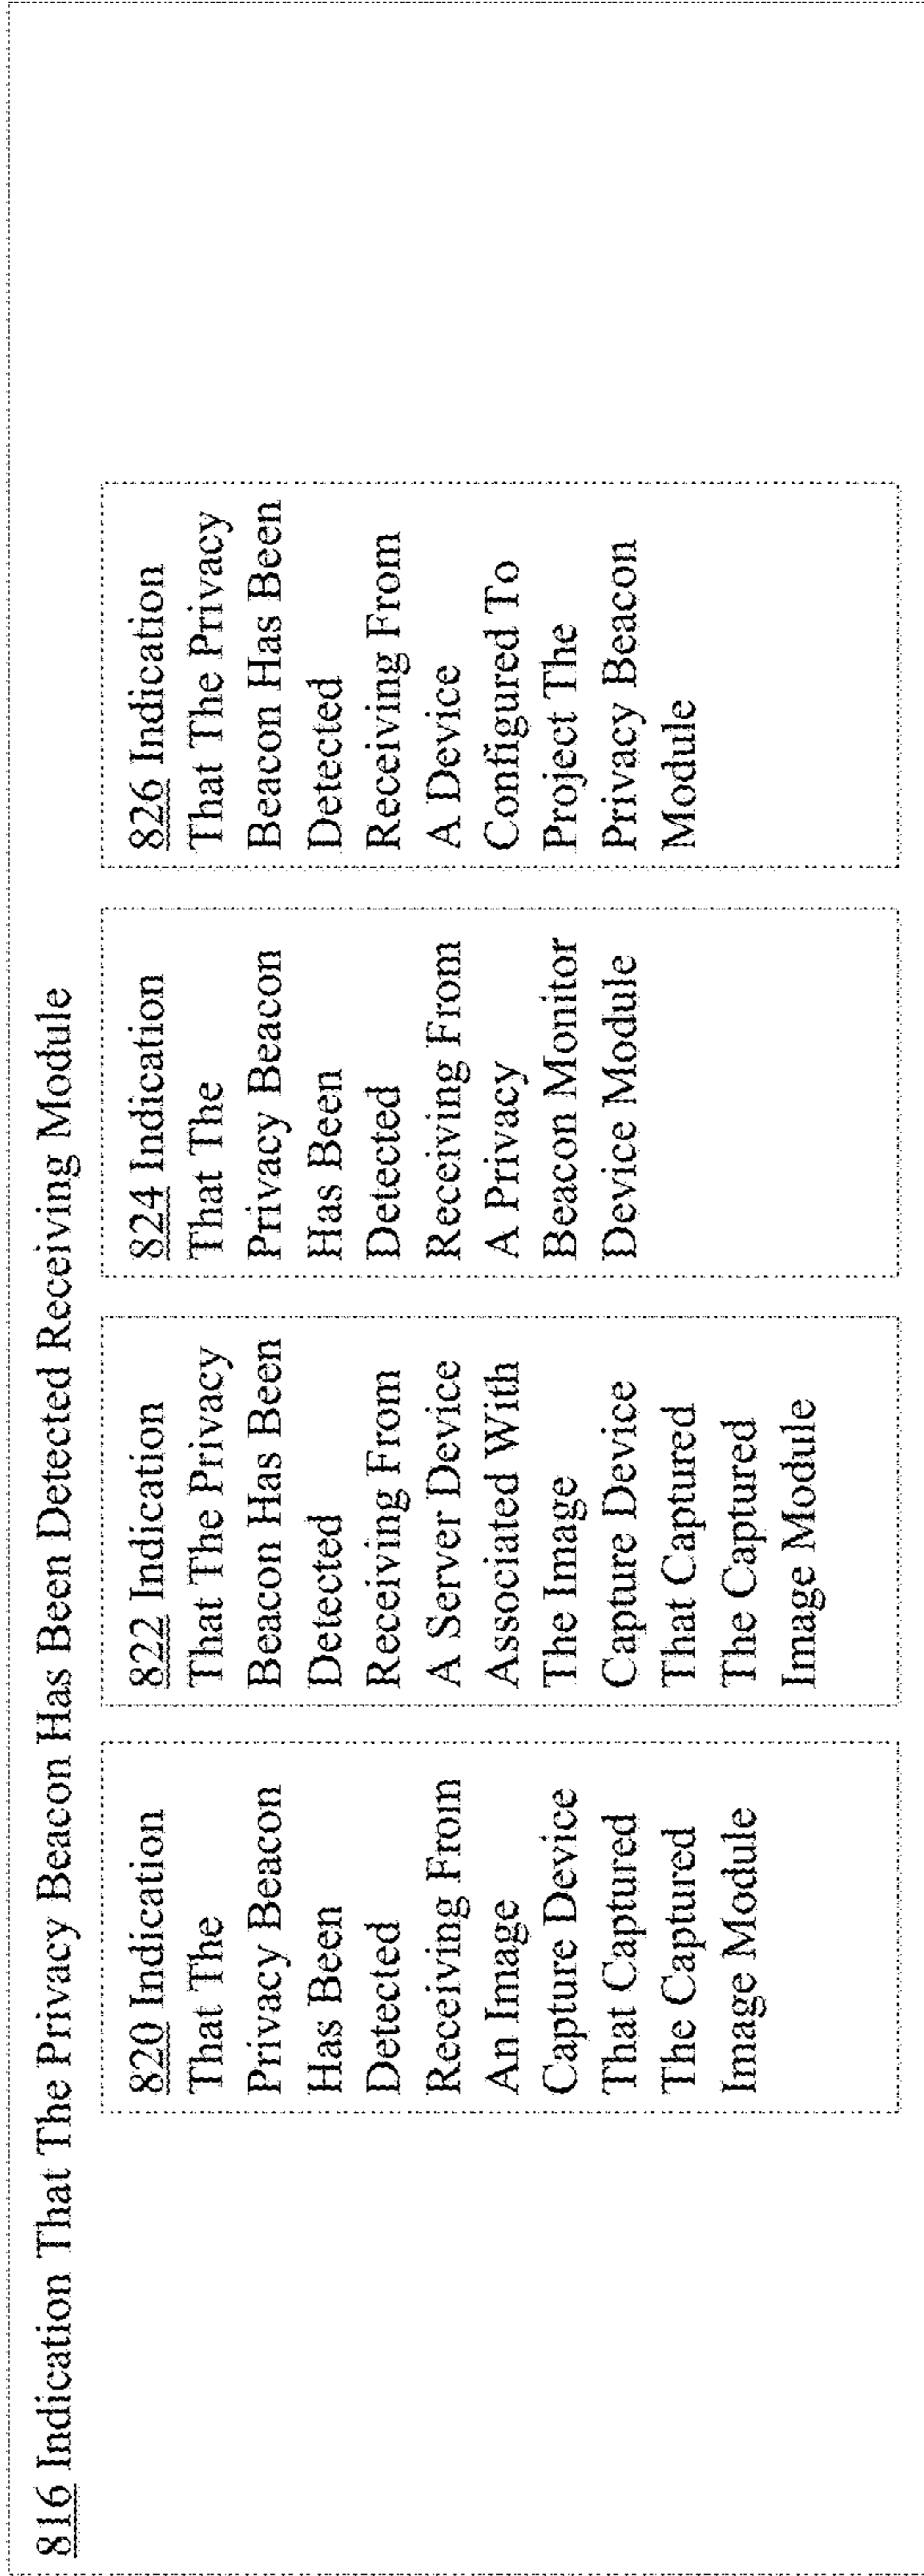 816 Indication That The Privacy Beacon Has Been Detected Receiving Module
820 Indication
That The
Privacy Beacon
Has Been
Detected
Receiving From
An Image
Capture Device
That Captured
The Captured
Image Module
822 Indication
That The Privacy
Beacon Has Been
Detected
Receiving From
A Server Device
Associated With
The Image
Capture Device
That Captured
The Captured
Image Module
824 Indication
That The
Privacy Beacon
Has Been
Detected
Receiving From
A Privacy
Beacon Monitor
Device Module
826 Indication
That The Privacy
Beacon Has Been
Detected
Receiving From
A Device
Configured To
Project The
Privacy Beacon
Module